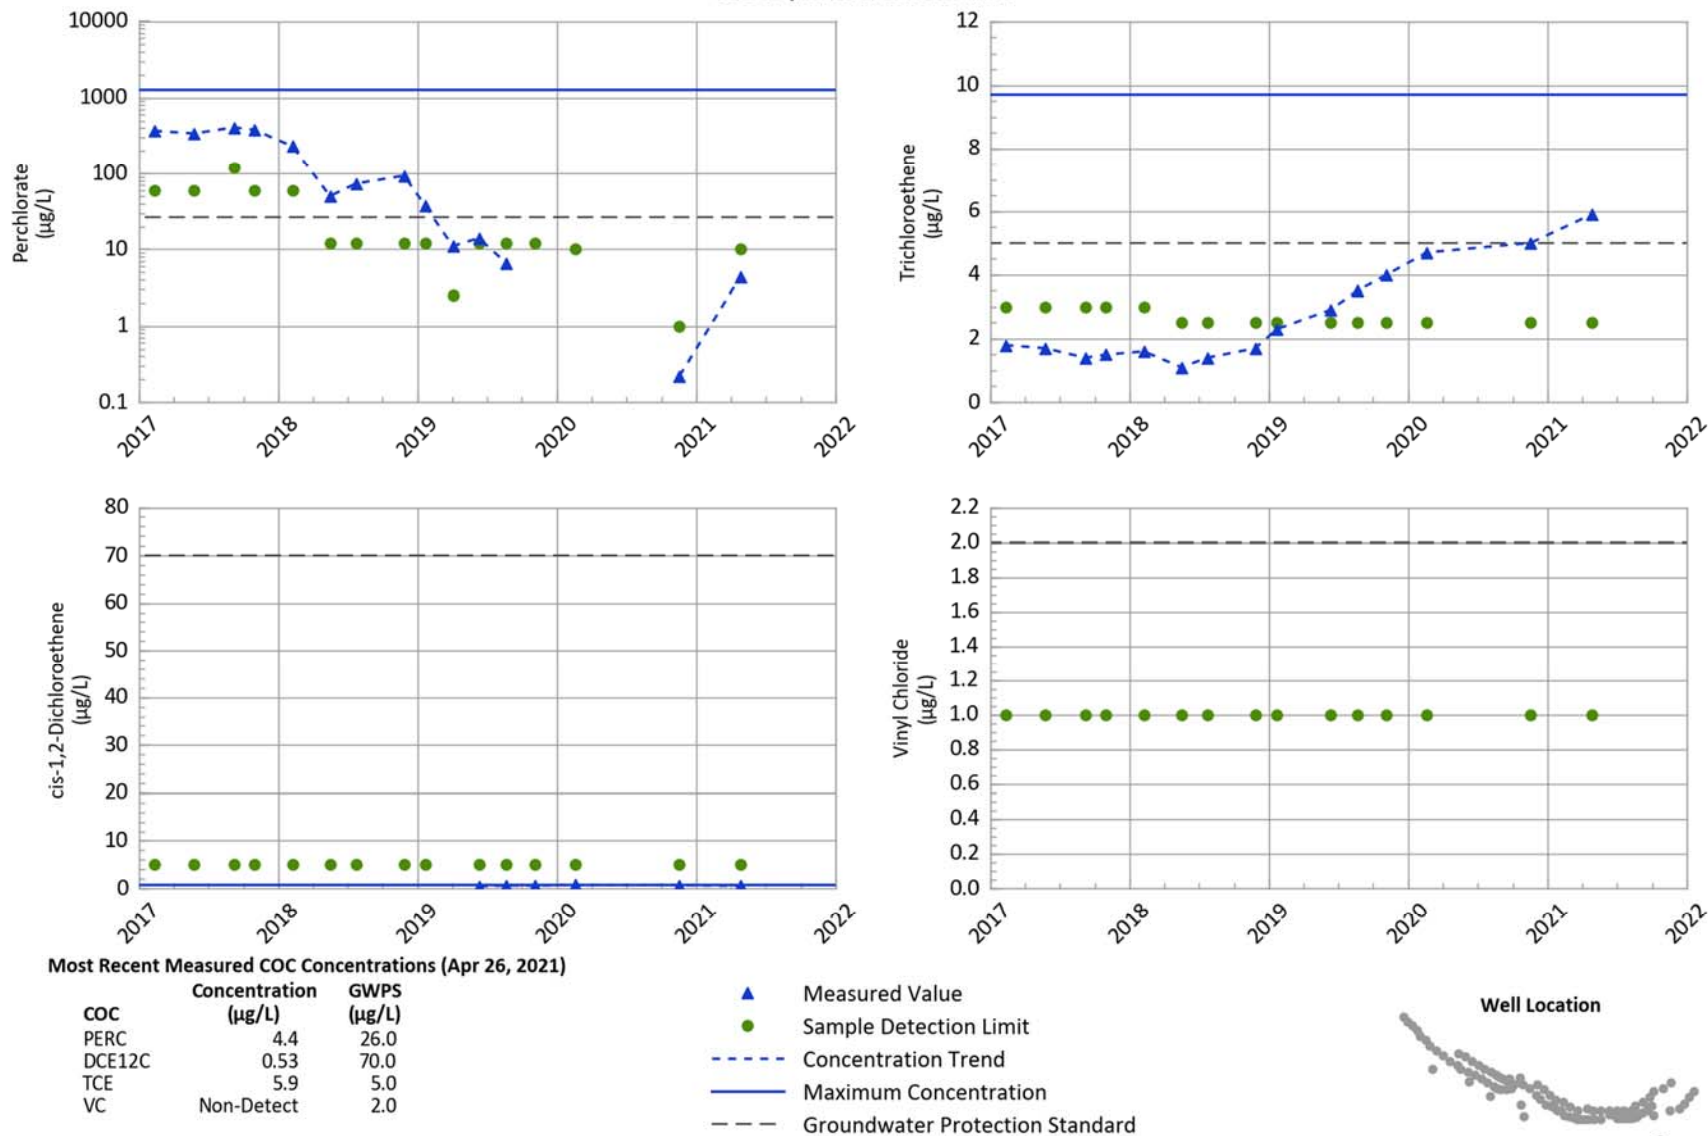 10000
1000
100
10
1
0.1
Perchlorate
(µg/L)
2017
2018
2019
2020
2021
2022
12
10
8
6
4
2
0
Trichloroethene
(µg/L)
2017
2018
2019
2020
2021
2022
80
70
60
50
40
30
20
10
0
cis-1,2-Dichloroethene
(µg/L)
2017
2018
2019
2020
2021
2022
2.2
2.0
1.8
1.6
1.4
1.2
1.0
0.8
0.6
0.4
0.2
0.0
Vinyl Chloride
(µg/L)
2017
2018
2019
2020
2021
2022
Most Recent Measured COC Concentrations (Apr 26, 2021)
Concentration GWPS
COC (µg/L) (µg/L)
PERC 4.4 26.0
DCE12C 0.53 70.0
TCE 5.9 5.0
VC Non-Detect 2.0
Measured Value
Sample Detection Limit
Concentration Trend
Maximum Concentration
Groundwater Protection Standard
Well Location